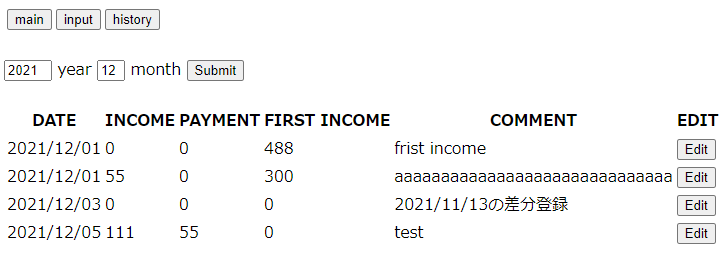 main input history
2021 year 12 month Submit
DATE INCOME PAYMENT FIRST INCOME COMMENT EDIT
2021/12/01 0 0 488 frist income Edit
2021/12/01 55 0 300 aaaaaaaaaaaaaaaaaaaaaaaaaaaaaa Edit
2021/12/03 0 0 0 2021/11/13の差分登録 Edit
2021/12/05 111 55 0 test Edit